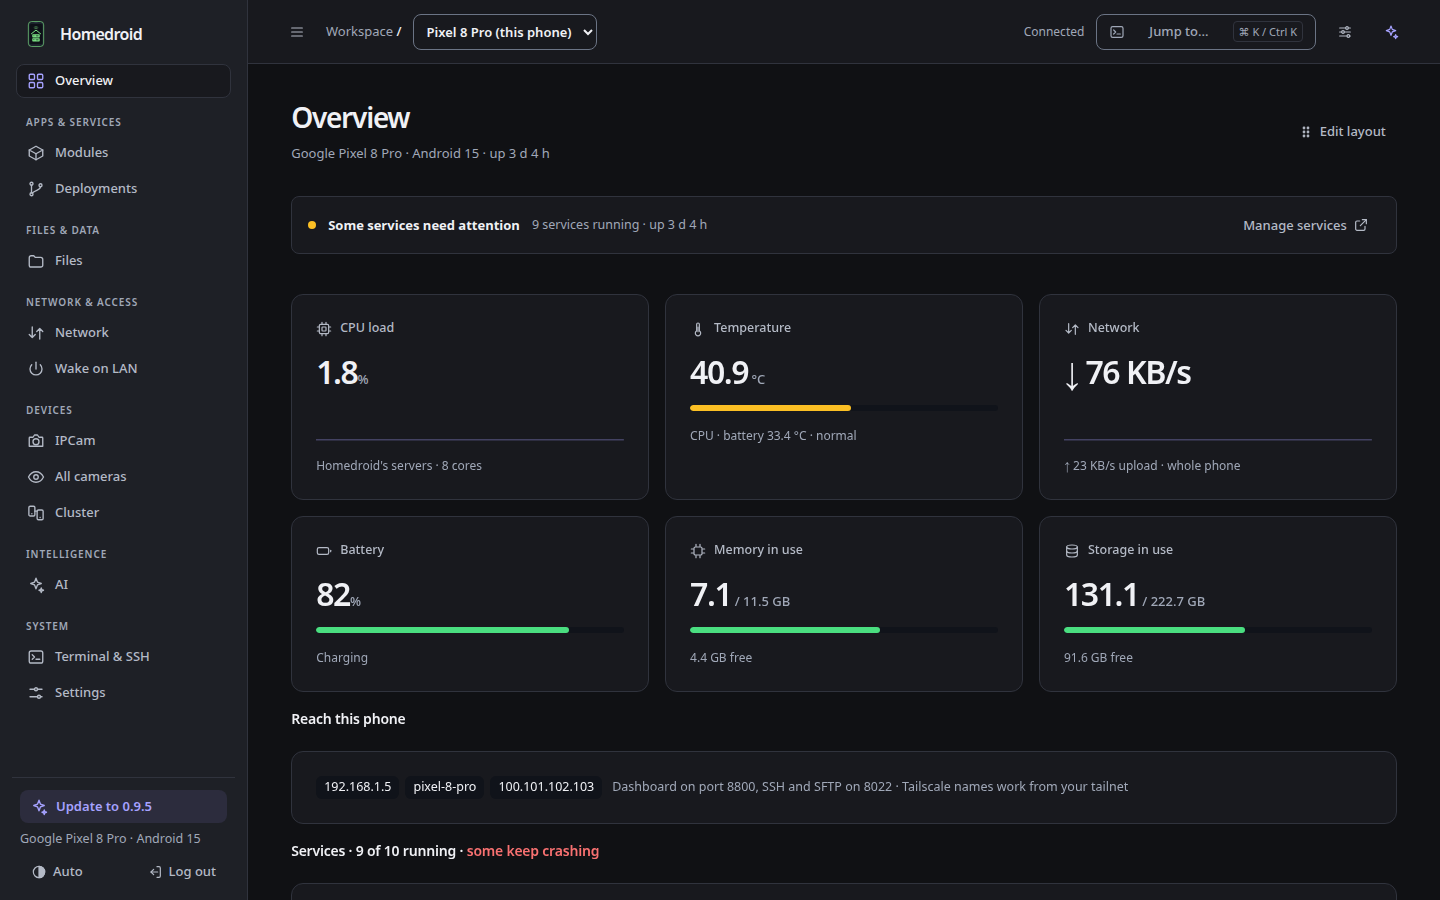 Homedroid
Overview
APPS & SERVICES
Modules
Deployments
FILES & DATA
Files
NETWORK & ACCESS
Network
Wake on LAN
DEVICES
IPCam
All cameras
Cluster
INTELLIGENCE
AI
SYSTEM
Terminal & SSH
Settings
Update to 0.9.5
Google Pixel 8 Pro · Android 15
Auto
Log out
Workspace /
Pixel 8 Pro (this phone)
Connected
Jump to...
⌘ K / Ctrl K
Overview
Google Pixel 8 Pro · Android 15 · up 3 d 4 h
Edit layout
Some services need attention 9 services running · up 3 d 4 h
Manage services
CPU load
1.8%
Homedroid's servers · 8 cores
Temperature
40.9 °C
CPU · battery 33.4 °C · normal
Network
↓ 76 KB/s
↑ 23 KB/s upload · whole phone
Battery
82%
Charging
Memory in use
7.1 / 11.5 GB
4.4 GB free
Storage in use
131.1 / 222.7 GB
91.6 GB free
Reach this phone
192.168.1.5 pixel-8-pro 100.101.102.103 Dashboard on port 8800, SSH and SFTP on 8022 · Tailscale names work from your tailnet
Services · 9 of 10 running · some keep crashing